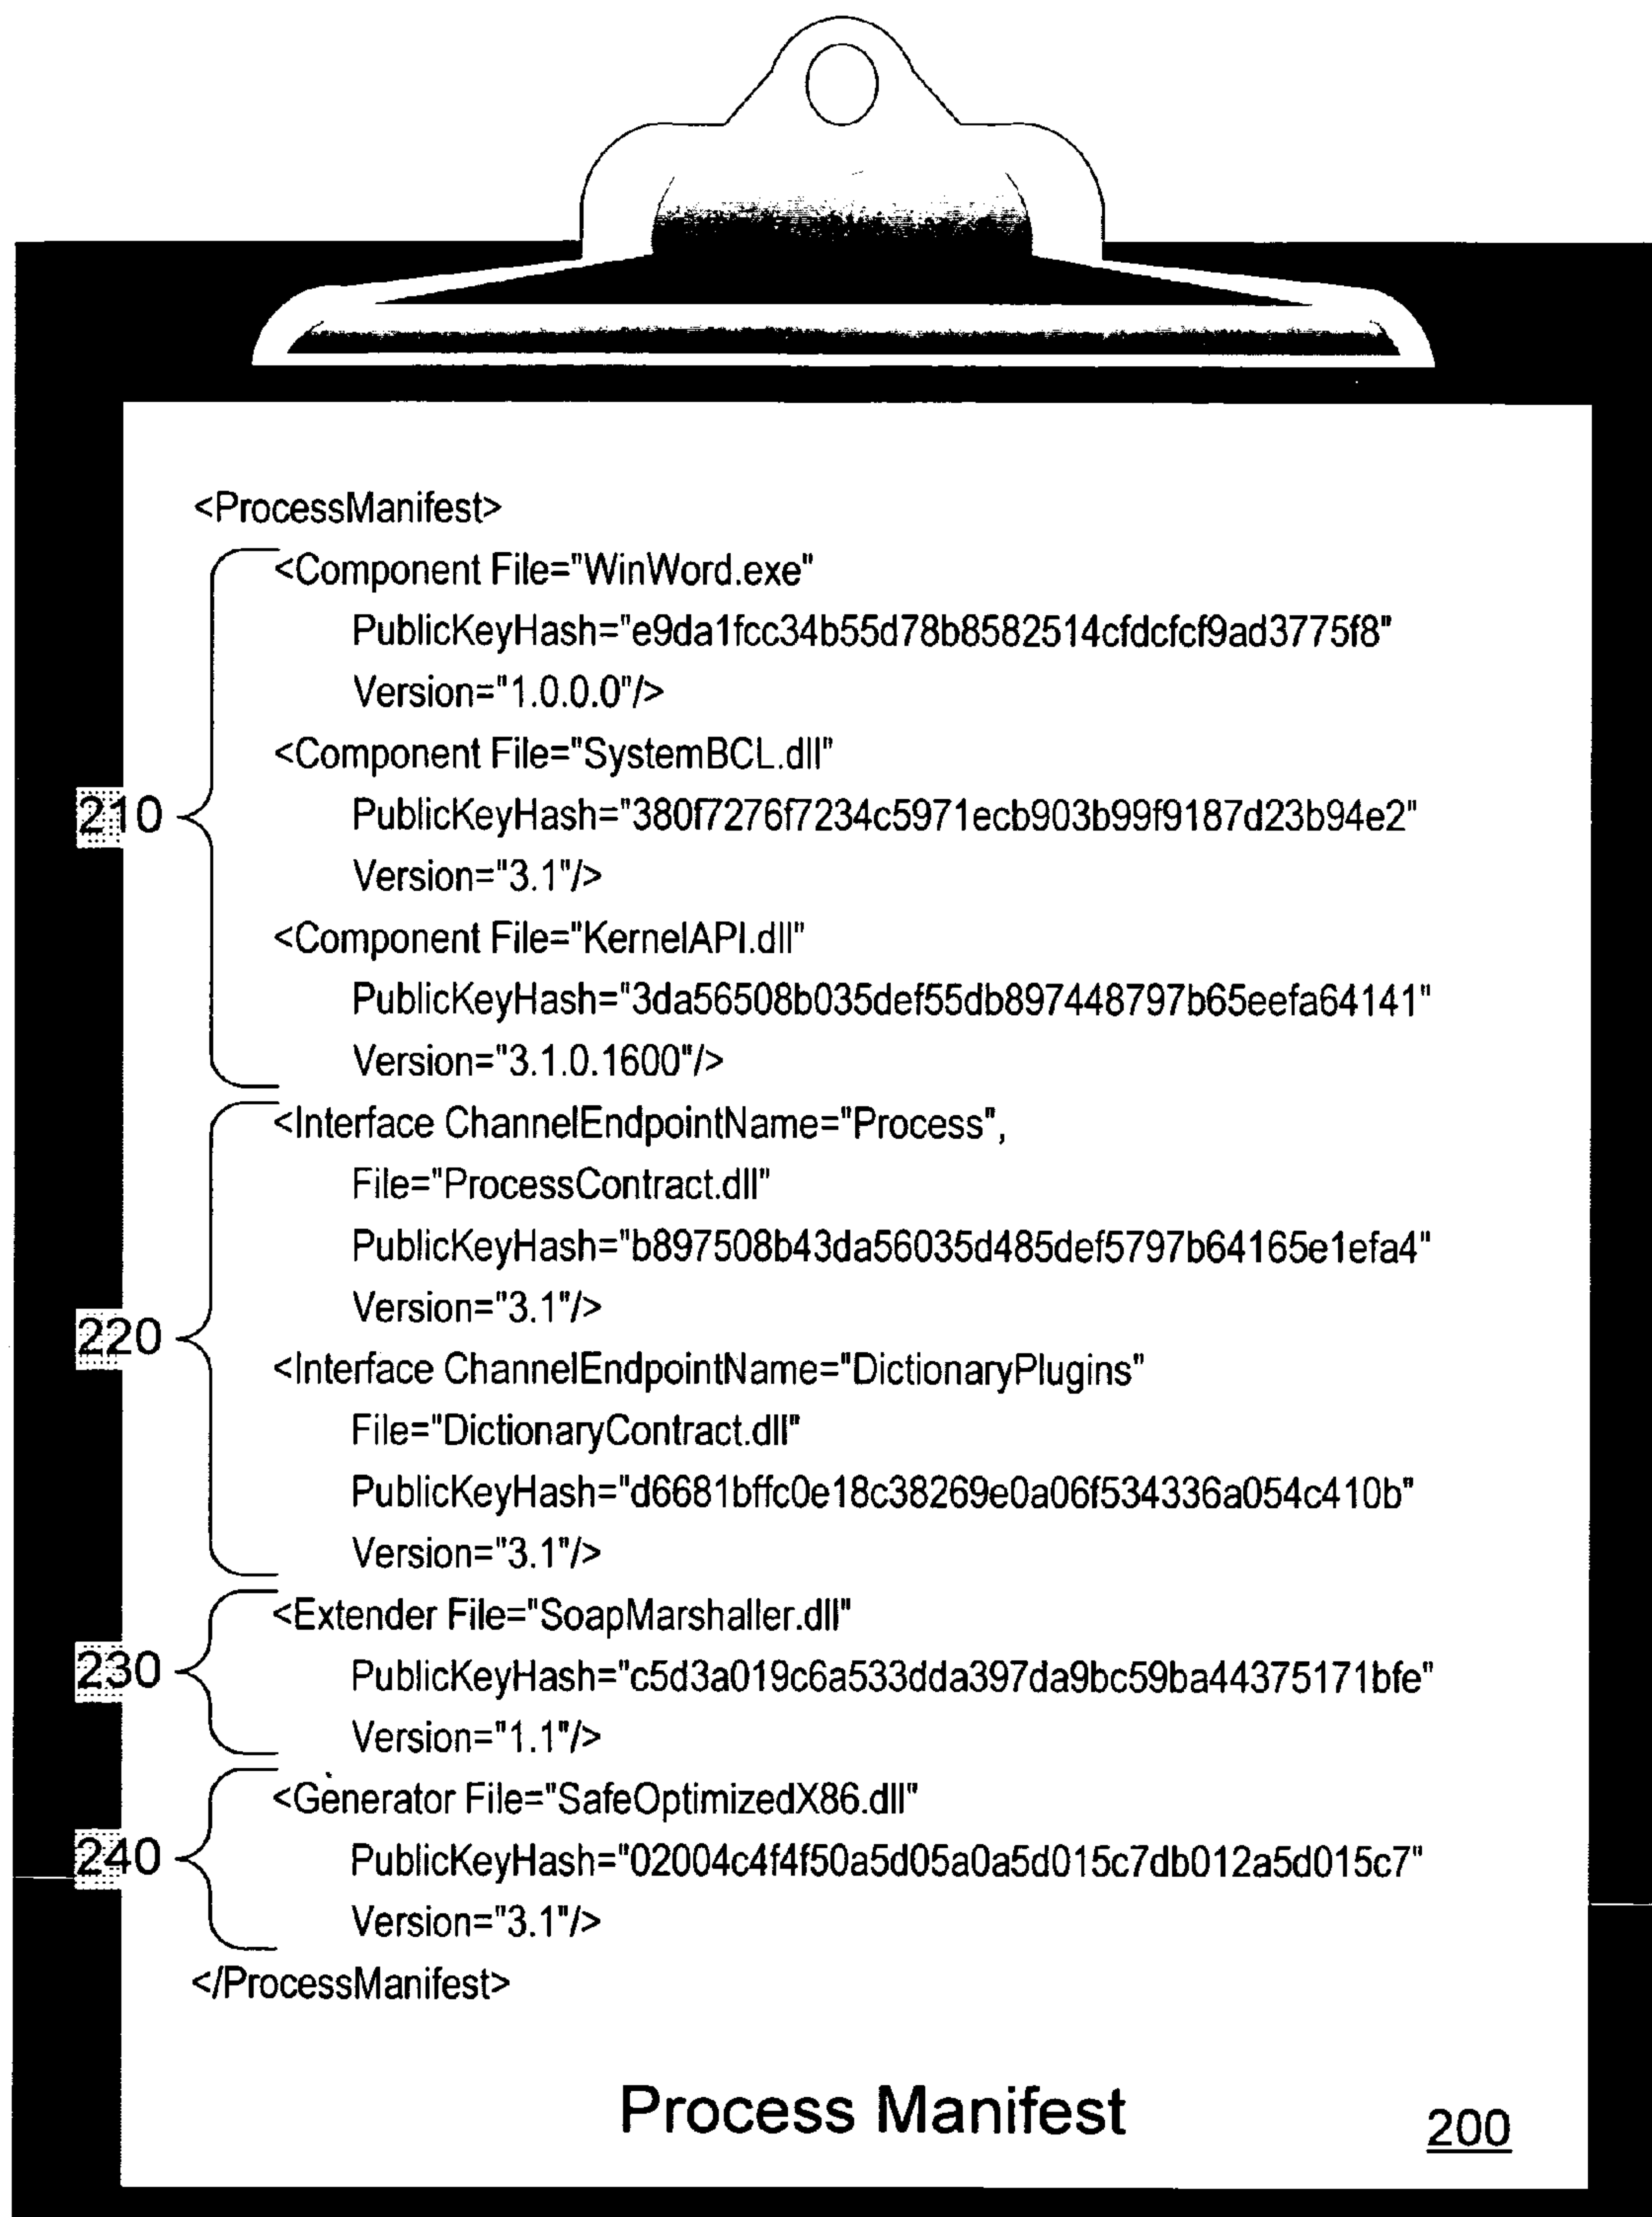 <ProcessManifest>
<Component File="WinWord.exe"
PublicKeyHash="e9da1fcc34b55d78b8582514cfdcfcf9ad3775f8"
Version="1.0.0.0"/>
<Component File="SystemBCL.dll"
210
PublicKeyHash="380f7276f7234c5971ecb903b99f9187d23b94e2"
Version="3.1"/>
<Component File="KernelAPI.dll"
PublicKeyHash="3da56508b035def55db897448797b65eefa64141"
Version="3.1.0.1600"/>
<Interface ChannelEndpointName="Process",
File="ProcessContract.dll"
PublicKeyHash="b897508b43da56035d485def5797b64165e1efa4"
Version="3.1"/>
220
<Interface ChannelEndpointName="DictionaryPlugins"
File="DictionaryContract.dll"
PublicKeyHash="d6681bffc0e18c38269e0a06f534336a054c410b"
Version="3.1"/>
<Extender File="SoapMarshaller.dll"
230
PublicKeyHash="c5d3a019c6a533dda397da9bc59ba44375171bfe"
Version="1.1"/>
<Generator File="SafeOptimizedX86.dll"
240
PublicKeyHash="02004c4f4f50a5d05a0a5d015c7db012a5d015c7"
Version="3.1"/>
</ProcessManifest>
Process Manifest
200